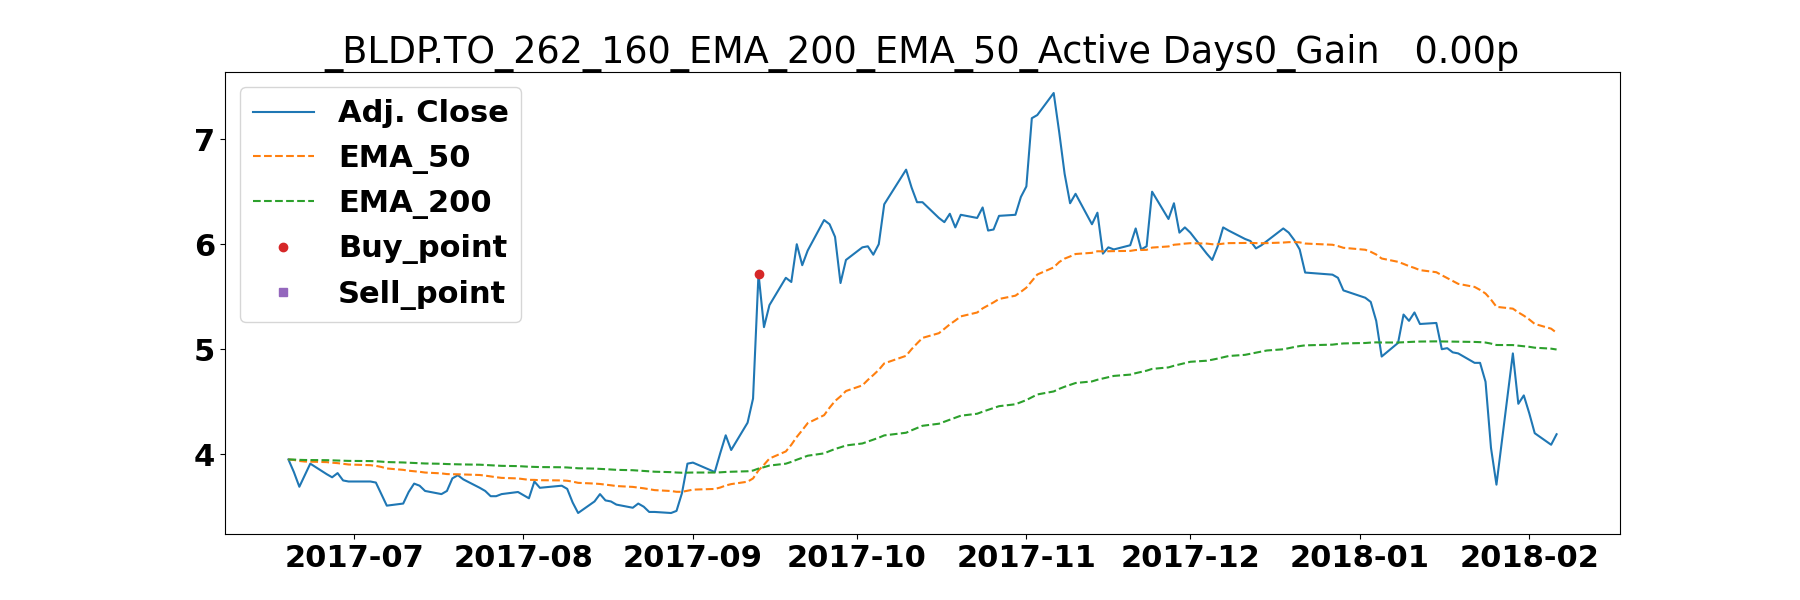 _BLDP.TO_262_160_EMA_200_EMA_50_Active Days0_Gain   0.00p
Adj. Close
EMA_50
EMA_200
Buy_point
Sell_point
7
6
5
4
2017-07 2017-08 2017-09 2017-10 2017-11 2017-12 2018-01 2018-02